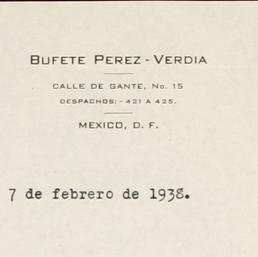 BUFETE PEREZ - VERDIA
CALLE DE GANTE, No. 15
DESPACHOS: - 421 A 425.
MEXICO, D. F.
7 de febrero de 1938.